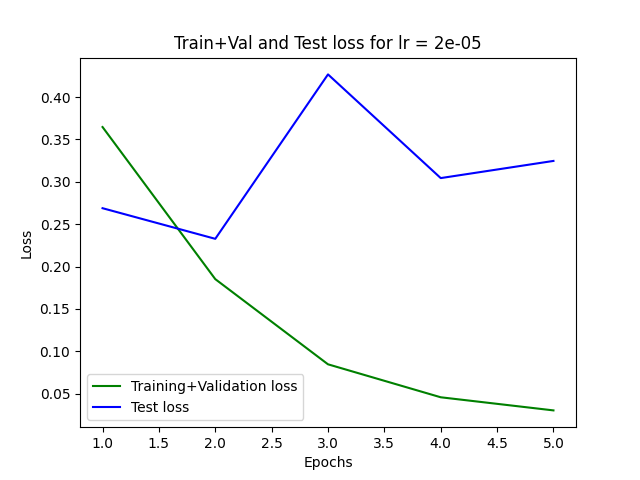 Train+Val and Test loss for lr = 2e-05
Loss
0.40
0.35
0.30
0.25
0.20
0.15
0.10
0.05
Training+Validation loss
Test loss
1.0 1.5 2.0 2.5 3.0 3.5 4.0 4.5 5.0
Epochs